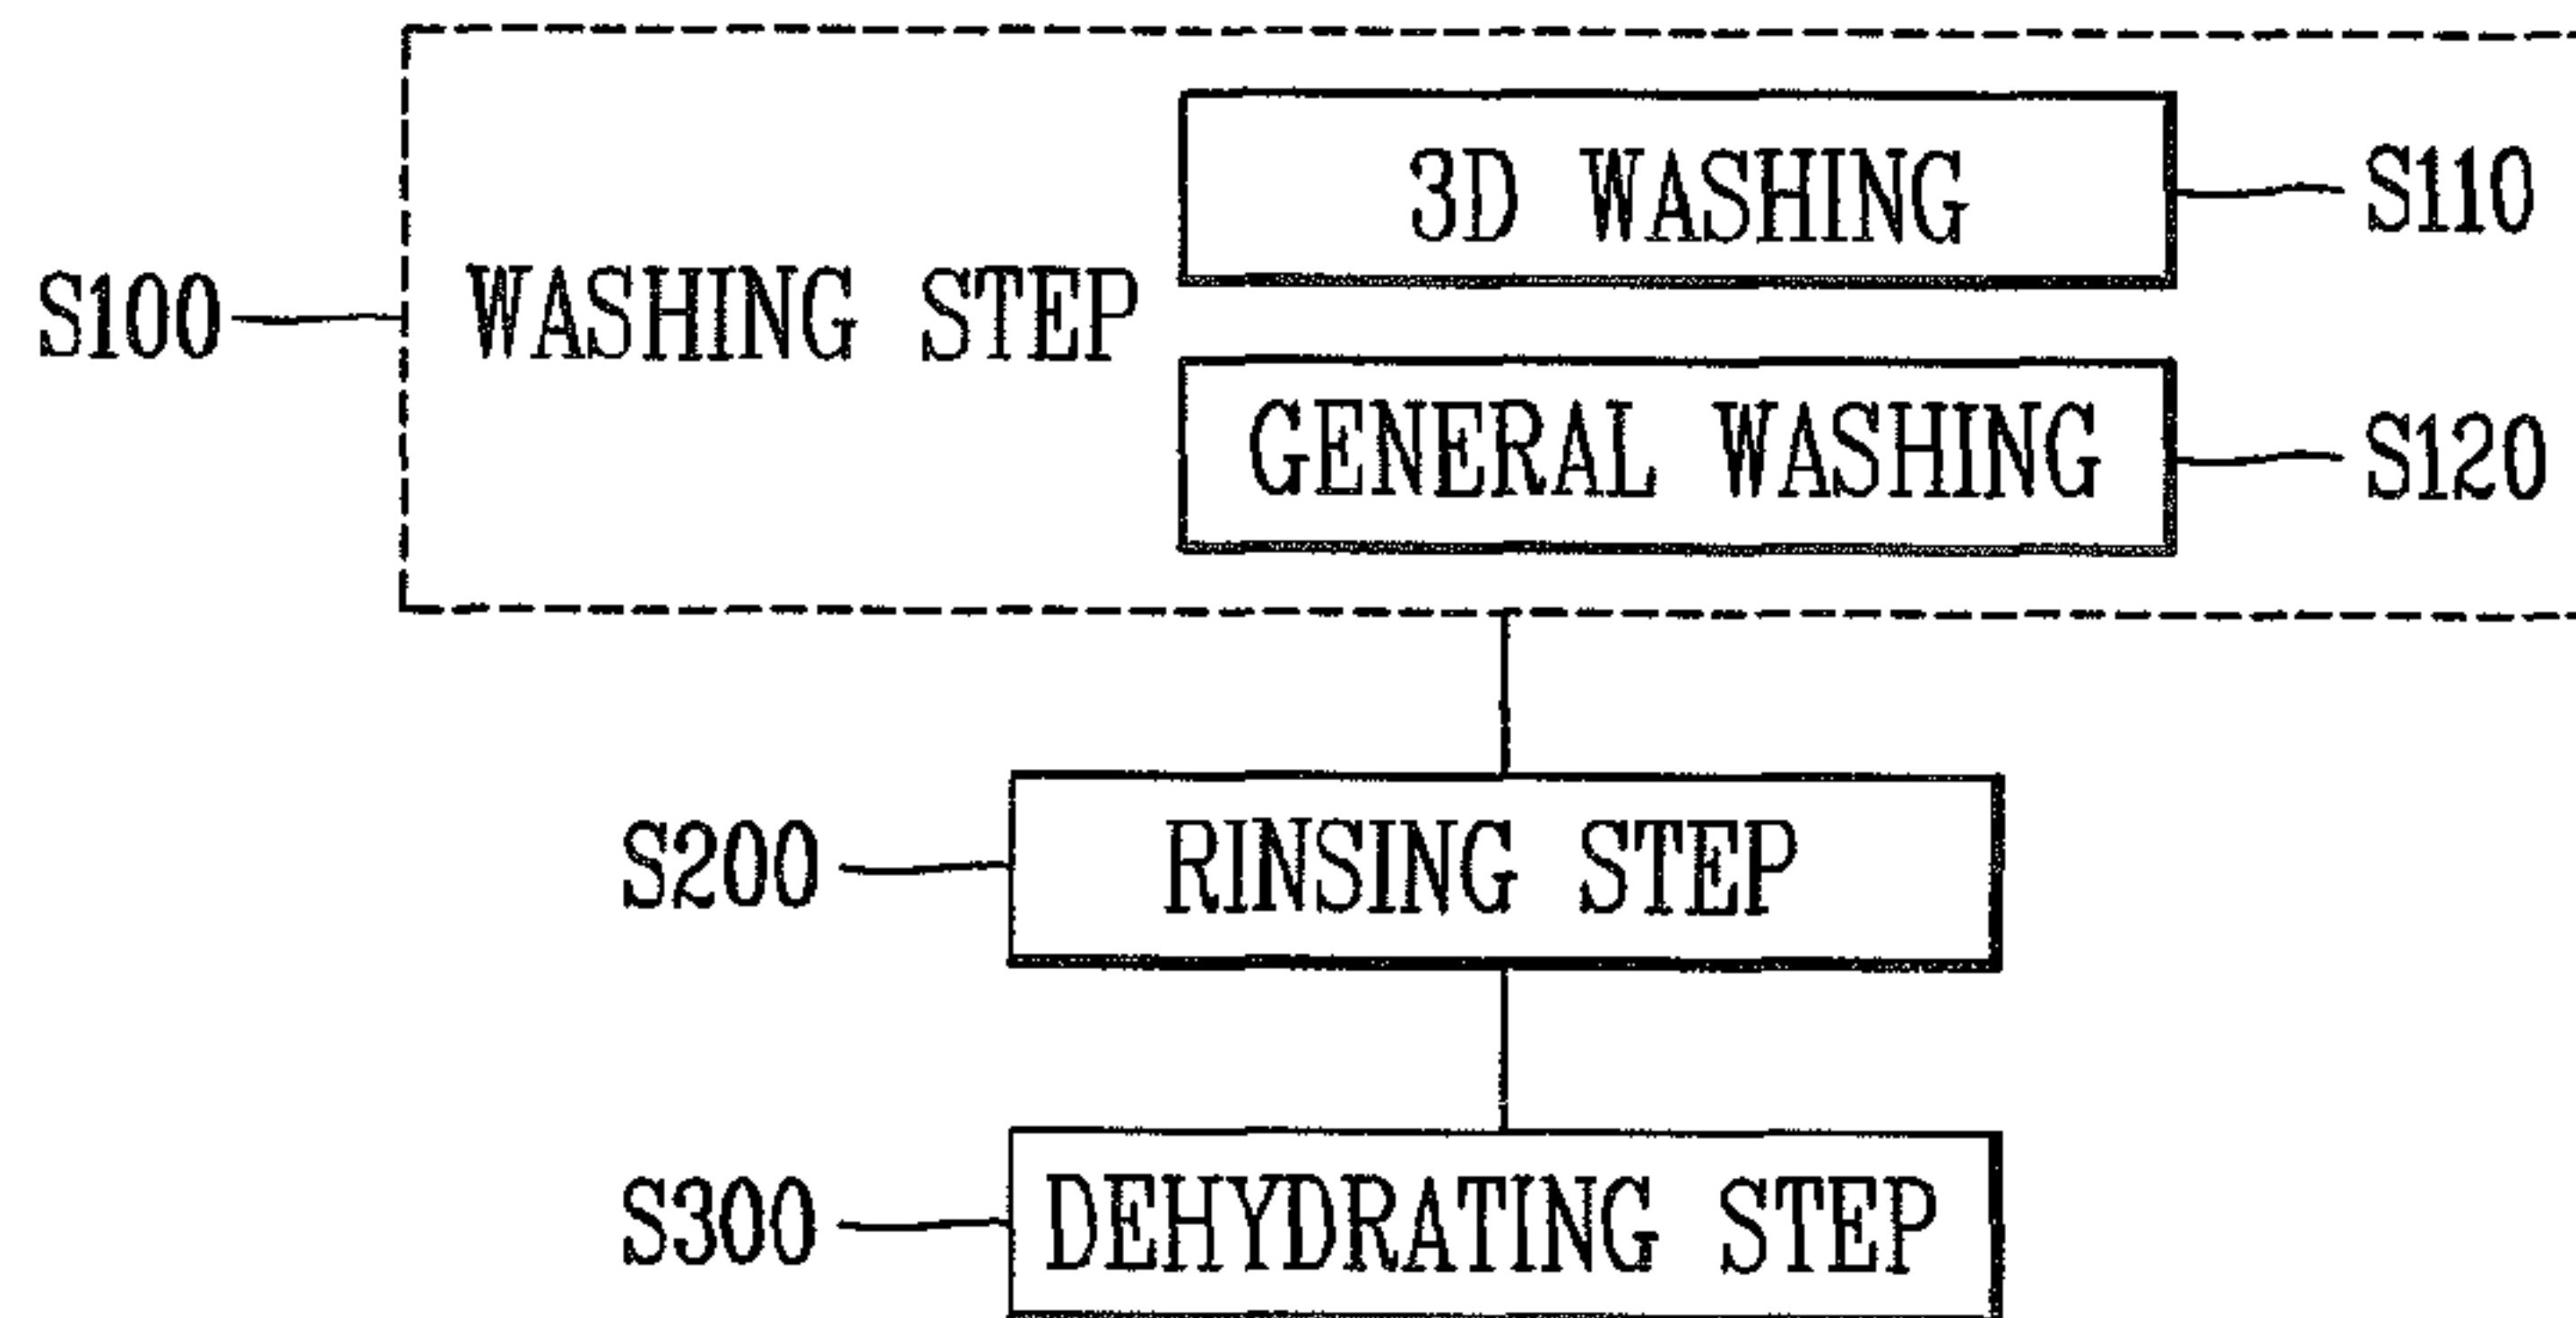 3D WASHING
S110
S100
WASHING STEP
GENERAL WASHING
S120
S200
RINSING STEP
S300
DEHYDRATING STEP